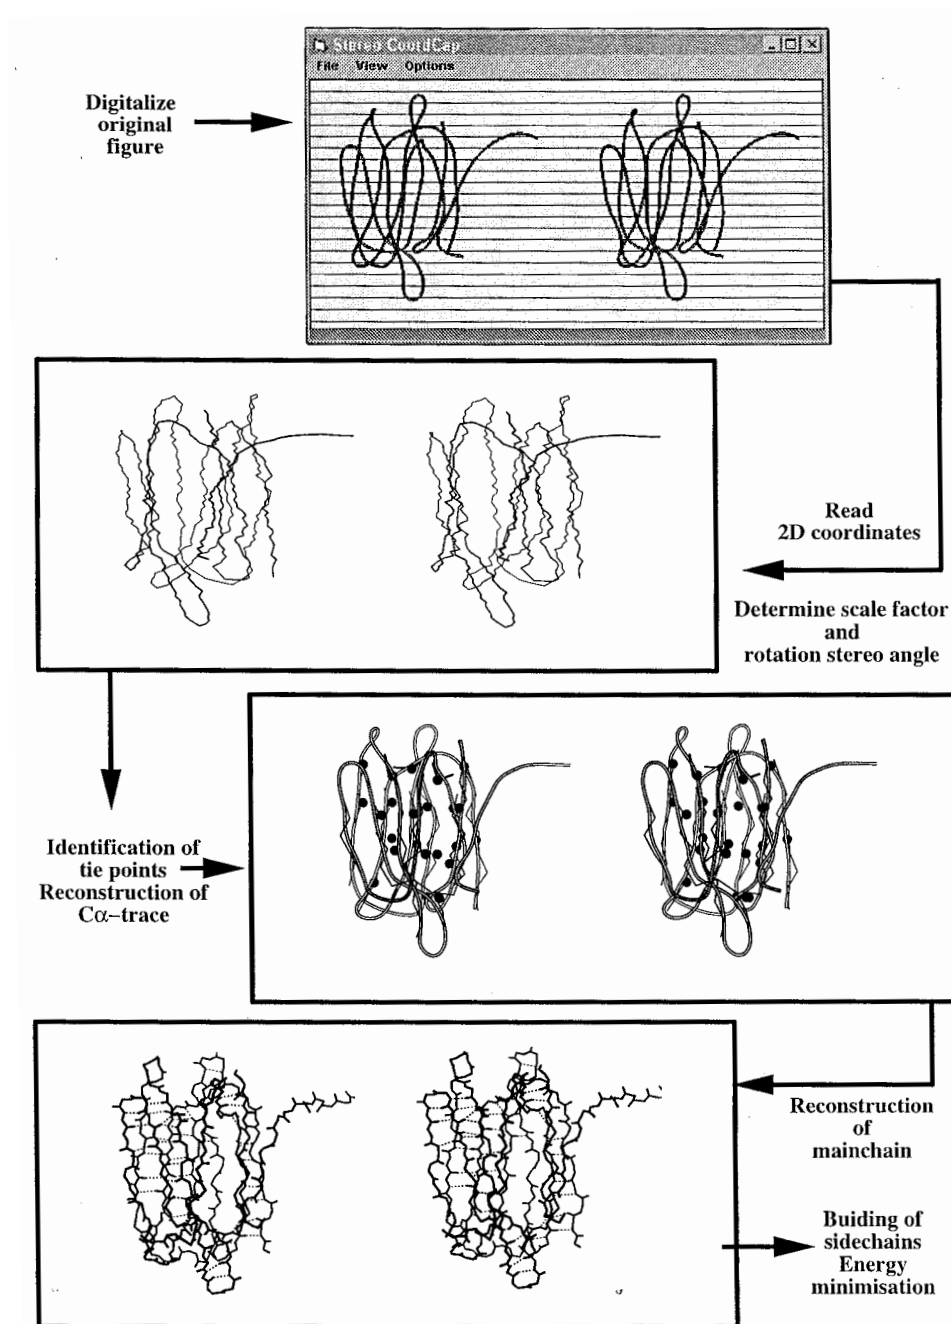 Stereo CoordCap
File View Options
Digitalize
original
figure
Read
2D coordinates
Determine scale factor
and
rotation stereo angle
Identification of
tie points
Reconstruction of
Cα-trace
Reconstruction
of
mainchain
Buiding of
sidechains
Energy
minimisation